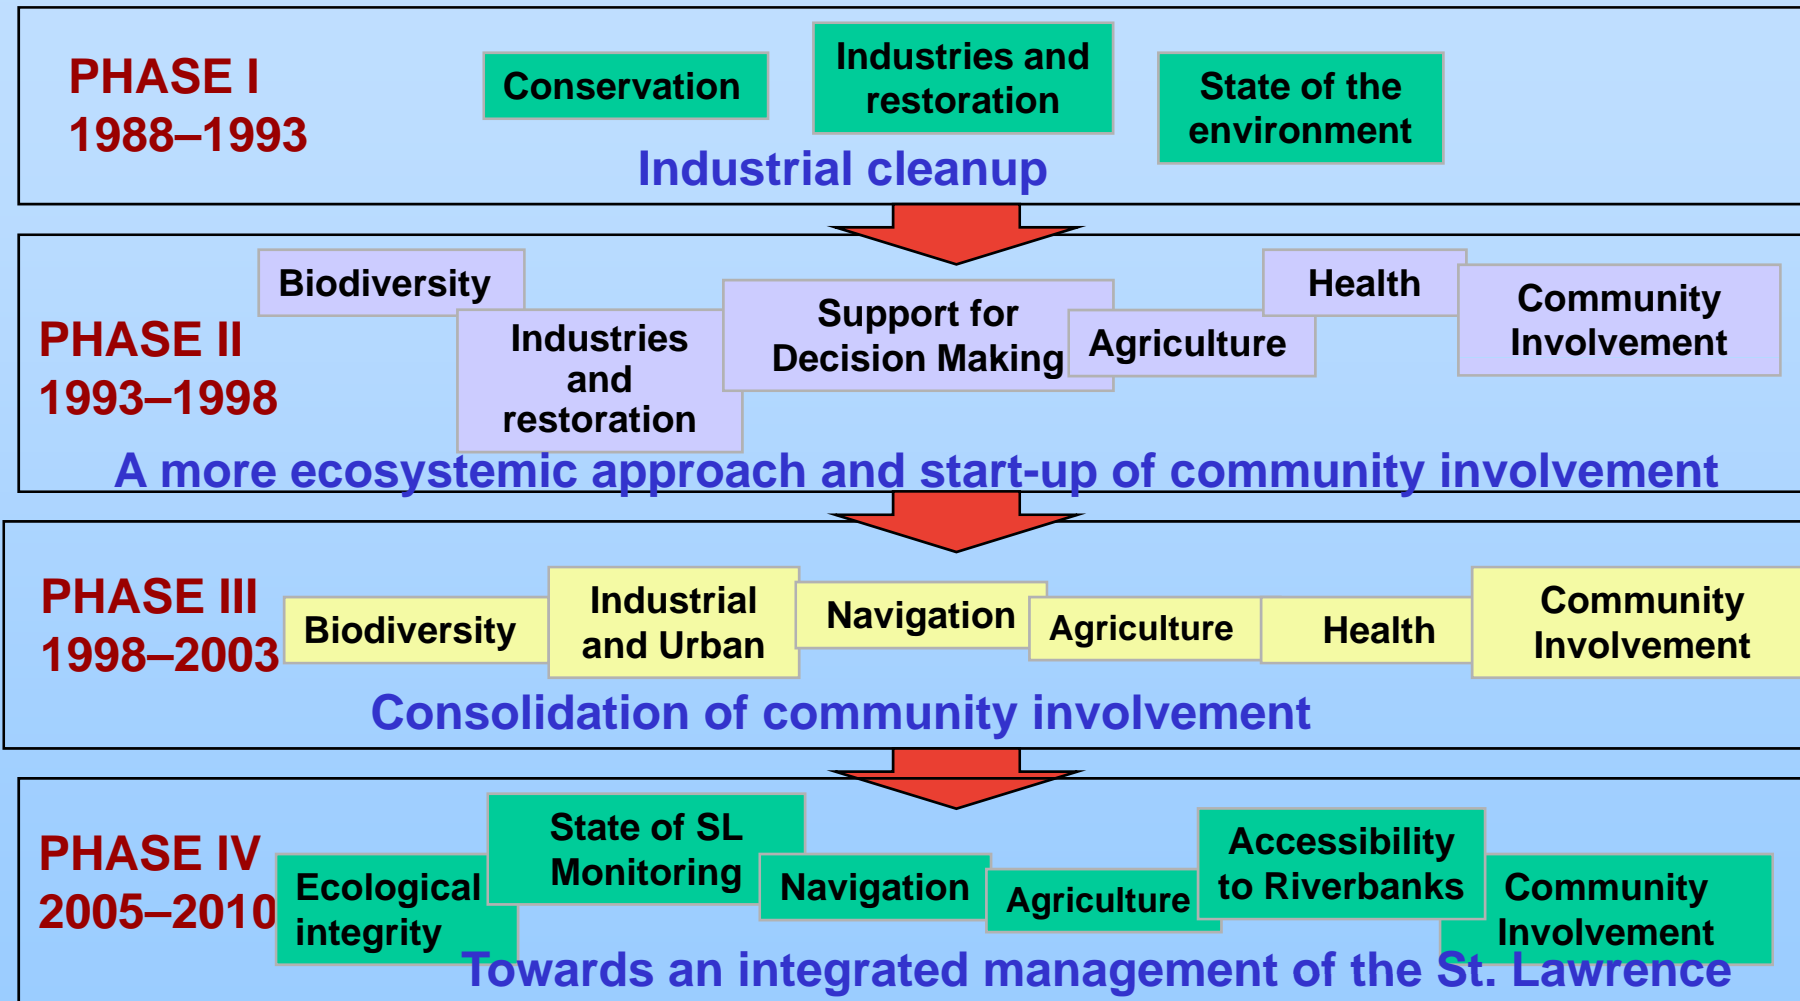 PHASE I
1988–1993
Conservation
Industries and
restoration
State of the
environment
Industrial cleanup
PHASE II
1993–1998
Biodiversity
Industries
and
restoration
Support for
Decision Making
Agriculture
Health
Community
Involvement
A more ecosystemic approach and start-up of community involvement
PHASE III
1998–2003
Biodiversity
Industrial
and Urban
Navigation
Agriculture
Health
Community
Involvement
Consolidation of community involvement
PHASE IV
2005–2010
Ecological
integrity
State of SL
Monitoring
Navigation
Agriculture
Accessibility
to Riverbanks
Community
Involvement
Towards an integrated management of the St. Lawrence